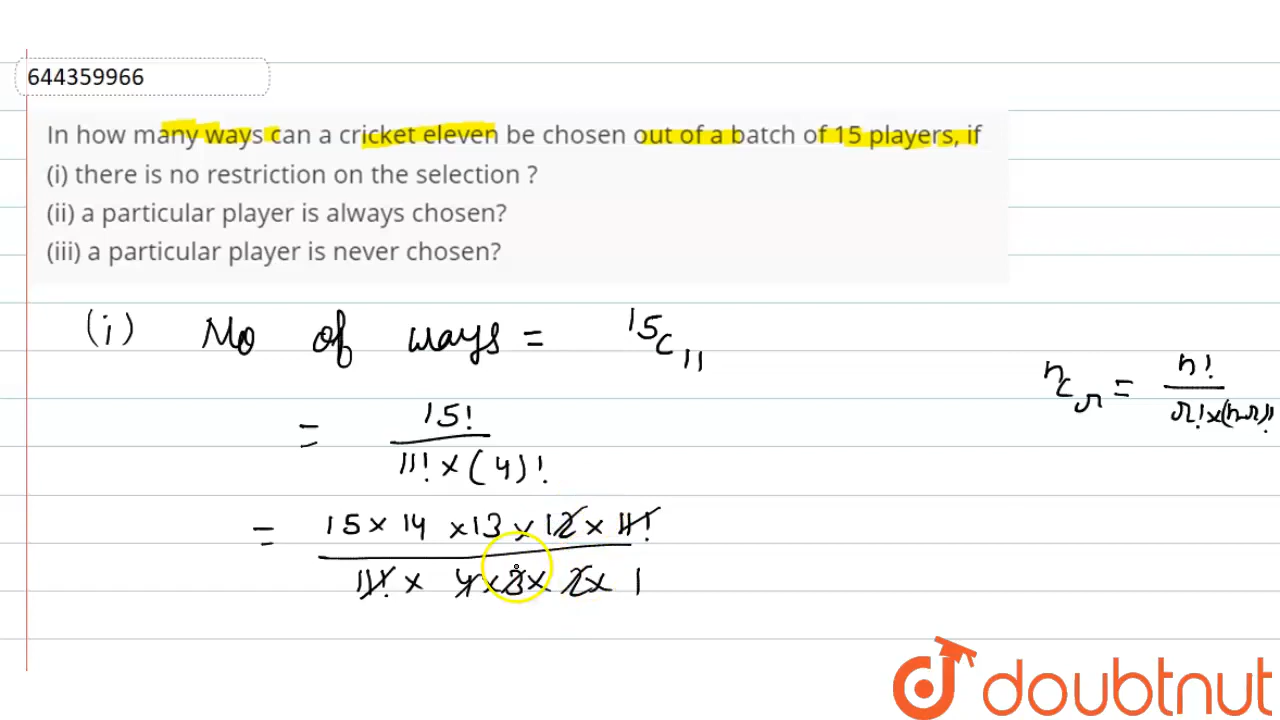 644359966
In how many ways can a cricket eleven be chosen out of a batch of 15 players, if
(i) there is no restriction on the selection ?
(ii) a particular player is always chosen?
(iii) a particular player is never chosen?
(i) No of ways = ¹⁵C₁₁
ⁿCᵣ = n! / r!×(n-r)!
= 15! / 11! × (4)!
= 15 × 14 × 13 × 12 × 11! / 11! × 4 × 3 × 2 × 1
doubtnut